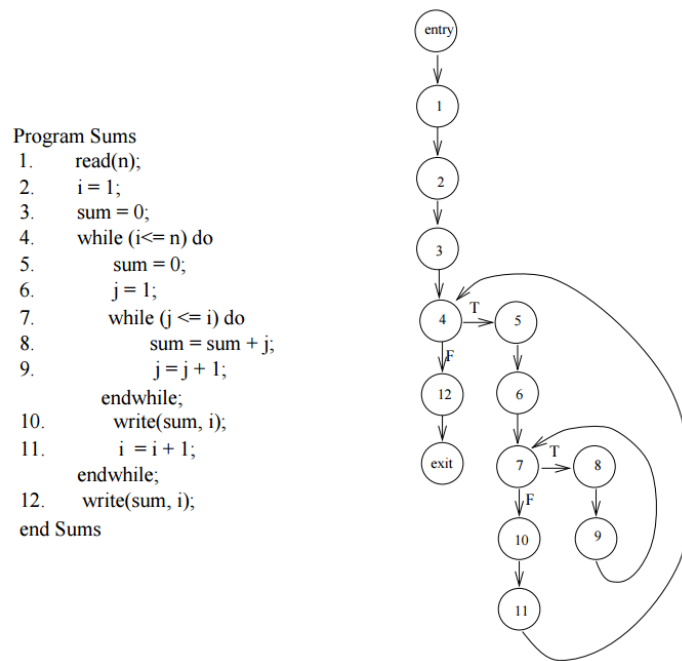 Program Sums
1. read(n);
2. i = 1;
3. sum = 0;
4. while (i<= n) do
5. sum = 0;
6. j = 1;
7. while (j <= i) do
8. sum = sum + j;
9. j = j + 1;
endwhile;
10. write(sum, i);
11. i = i + 1;
endwhile;
12. write(sum, i);
end Sums
entry
1
2
3
4
T
5
F
12
6
exit
7
T
8
F
10
9
11